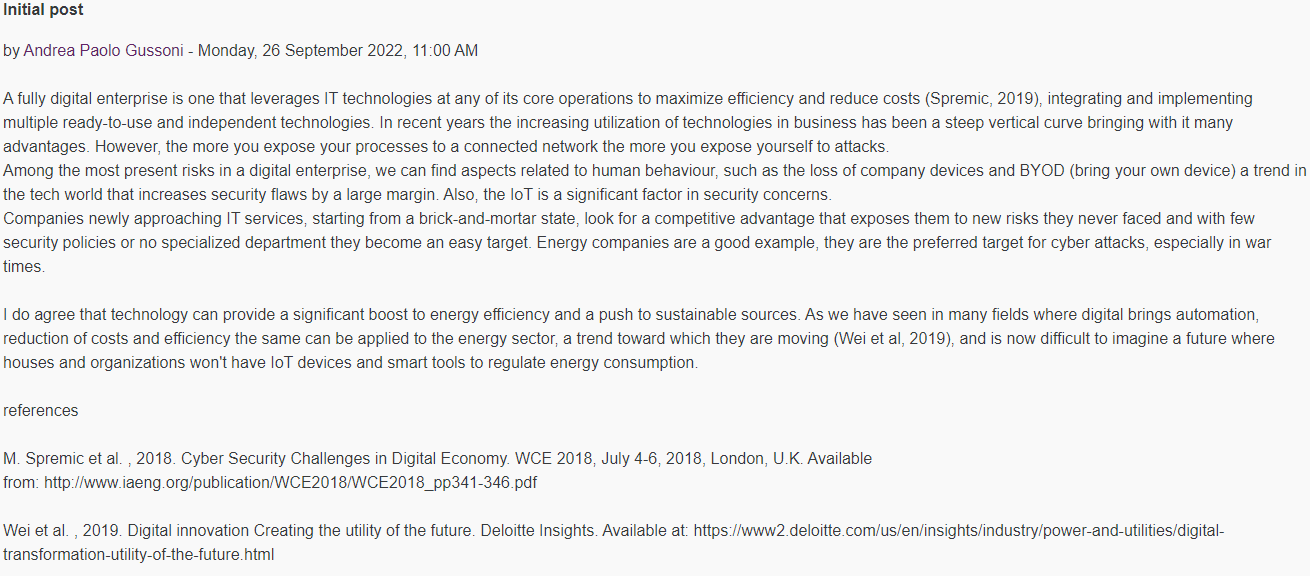 Initial post
by Andrea Paolo Gussoni - Monday, 26 September 2022, 11:00 AM
A fully digital enterprise is one that leverages IT technologies at any of its core operations to maximize efficiency and reduce costs (Spremic, 2019), integrating and implementing
multiple ready-to-use and independent technologies. In recent years the increasing utilization of technologies in business has been a steep vertical curve bringing with it many
advantages. However, the more you expose your processes to a connected network the more you expose yourself to attacks.
Among the most present risks in a digital enterprise, we can find aspects related to human behaviour, such as the loss of company devices and BYOD (bring your own device) a trend in
the tech world that increases security flaws by a large margin. Also, the IoT is a significant factor in security concerns.
Companies newly approaching IT services, starting from a brick-and-mortar state, look for a competitive advantage that exposes them to new risks they never faced and with few
security policies or no specialized department they become an easy target. Energy companies are a good example, they are the preferred target for cyber attacks, especially in war
times.
I do agree that technology can provide a significant boost to energy efficiency and a push to sustainable sources. As we have seen in many fields where digital brings automation,
reduction of costs and efficiency the same can be applied to the energy sector, a trend toward which they are moving (Wei et al, 2019), and is now difficult to imagine a future where
houses and organizations won't have IoT devices and smart tools to regulate energy consumption.
references
M. Spremic et al. , 2018. Cyber Security Challenges in Digital Economy. WCE 2018, July 4-6, 2018, London, U.K. Available
from: http://www.iaeng.org/publication/WCE2018/WCE2018_pp341-346.pdf
Wei et al. , 2019. Digital innovation Creating the utility of the future. Deloitte Insights. Available at: https://www2.deloitte.com/us/en/insights/industry/power-and-utilities/digital-
transformation-utility-of-the-future.html